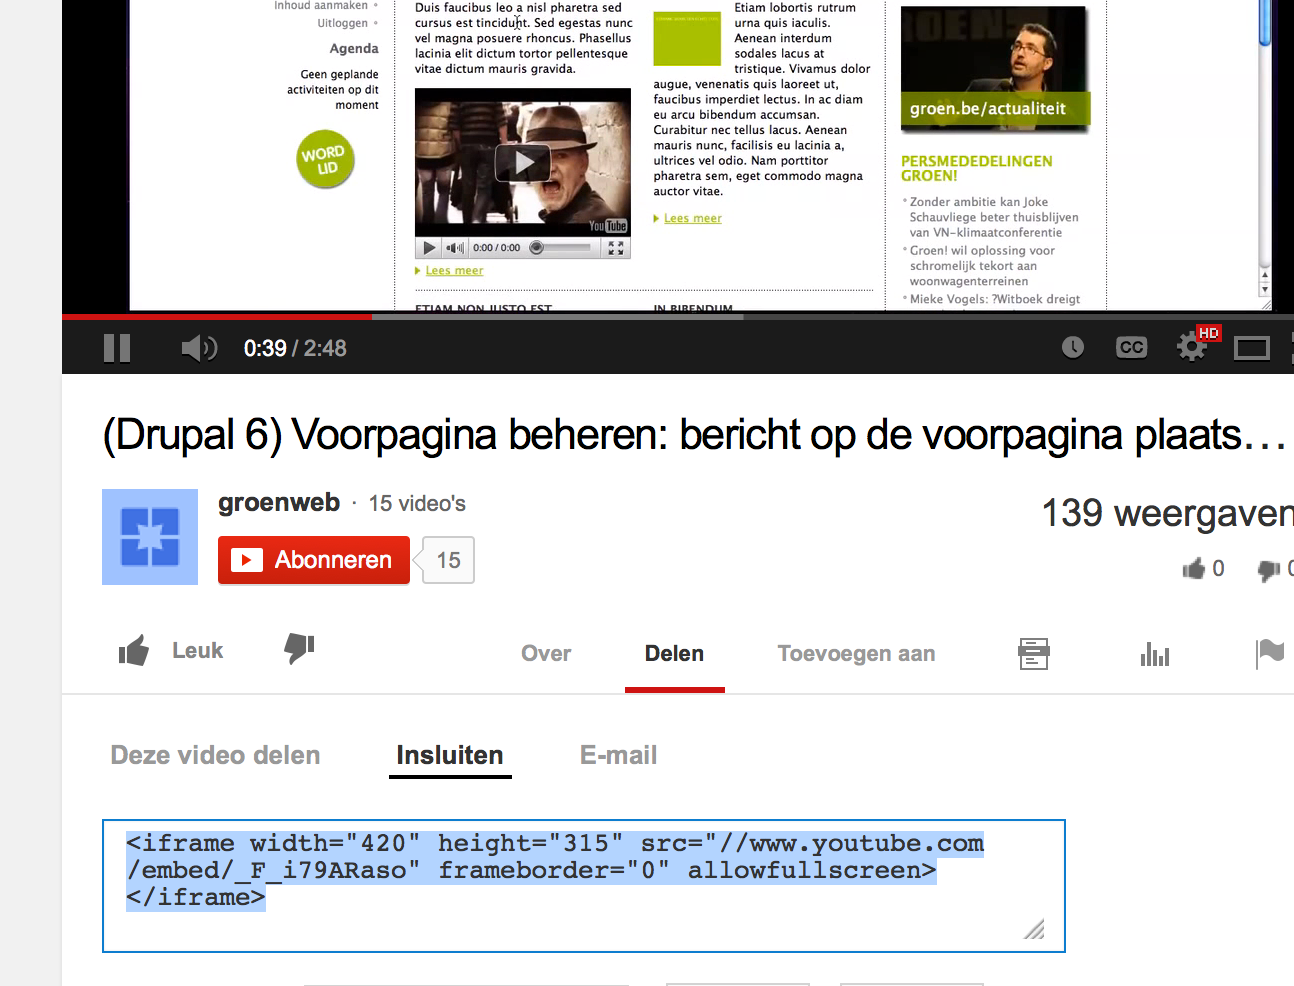 Inhoud aanmaken
Uitloggen
Agenda
Geen geplande
activiteiten op dit
moment
WORD
LID
Duis faucibus leo a nisl pharetra sed
cursus est tincidunt. Sed egestas nunc
vel magna posuere rhoncus. Phasellus
lacinia elit dictum tortor pellentesque
vitae dictum mauris gravida.
YouTube
0:00 / 0:00
Lees meer
ETIAM NON JUSTO EST
Etiam lobortis rutrum
urna quis iaculis.
Aenean interdum
sodales lacus at
tristique. Vivamus dolor
augue, venenatis quis laoreet ut,
faucibus imperdiet lectus. In ac diam
eu arcu bibendum accumsan.
Curabitur nec tellus lacus. Aenean
mauris nunc, facilisis eu lacinia a,
ultrices vel odio. Nam porttitor
pharetra sem, eget commodo magna
auctor vitae.
Lees meer
IN BIBENDUM
groen.be/actualiteit
PERSMEDEDELINGEN
GROEN!
Zonder ambitie kan Joke
Schauvliege beter thuisblijven
van VN-klimaatconferentie
Groen! wil oplossing voor
schromelijk tekort aan
woonwagenterreinen
Mieke Vogels: ?Witboek dreigt
0:39 / 2:48
CC
HD
(Drupal 6) Voorpagina beheren: bericht op de voorpagina plaats...
groenweb · 15 video's
Abonneren
15
139 weergaven
0
0
Leuk
Over
Delen
Toevoegen aan
Deze video delen
Insluiten
E-mail
<iframe width="420" height="315" src="//www.youtube.com
/embed/_F_i79ARaso" frameborder="0" allowfullscreen>
</iframe>